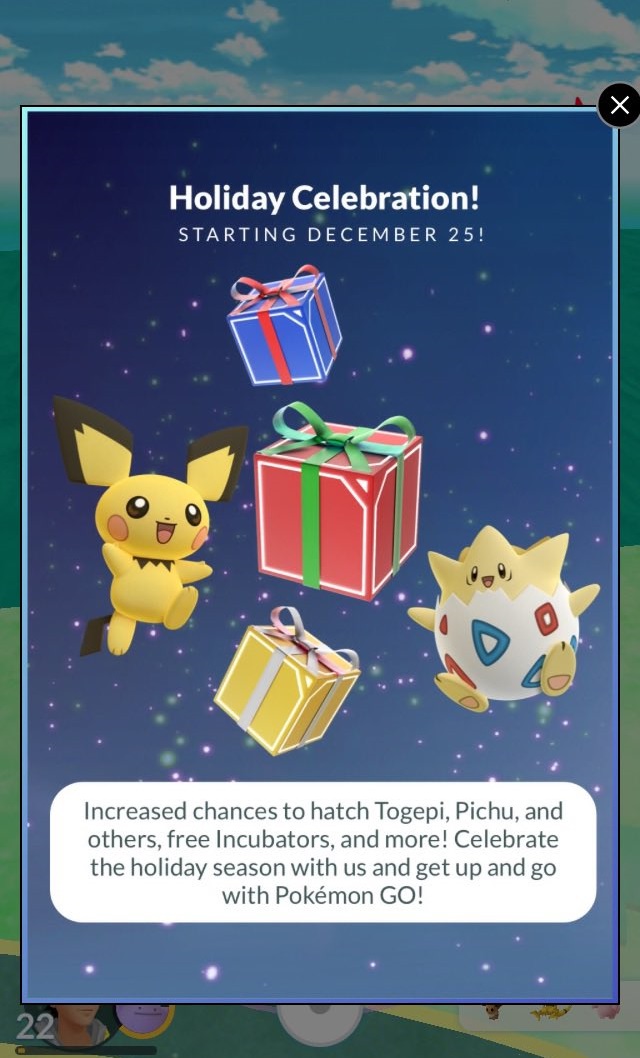 Holiday Celebration!
STARTING DECEMBER 25!
Increased chances to hatch Togepi, Pichu, and
others, free Incubators, and more! Celebrate
the holiday season with us and get up and go
with Pokémon GO!
22